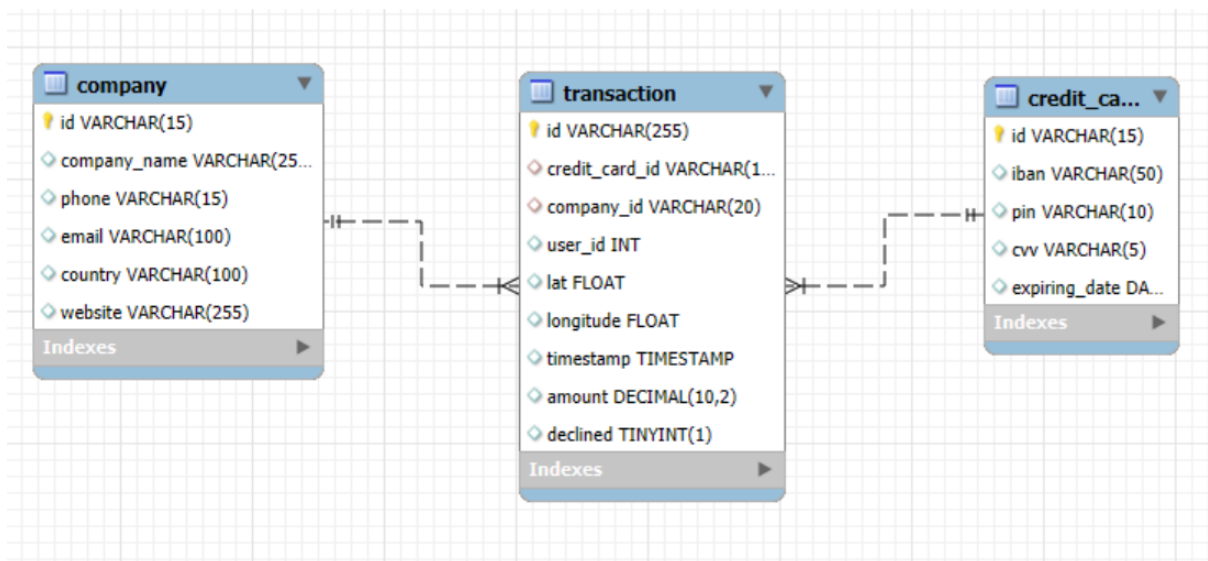 company
id VARCHAR(15)
company_name VARCHAR(25...
phone VARCHAR(15)
email VARCHAR(100)
country VARCHAR(100)
website VARCHAR(255)
Indexes
transaction
id VARCHAR(255)
credit_card_id VARCHAR(1...
company_id VARCHAR(20)
user_id INT
lat FLOAT
longitude FLOAT
timestamp TIMESTAMP
amount DECIMAL(10,2)
declined TINYINT(1)
Indexes
credit_ca...
id VARCHAR(15)
iban VARCHAR(50)
pin VARCHAR(10)
cvv VARCHAR(5)
expiring_date DA...
Indexes